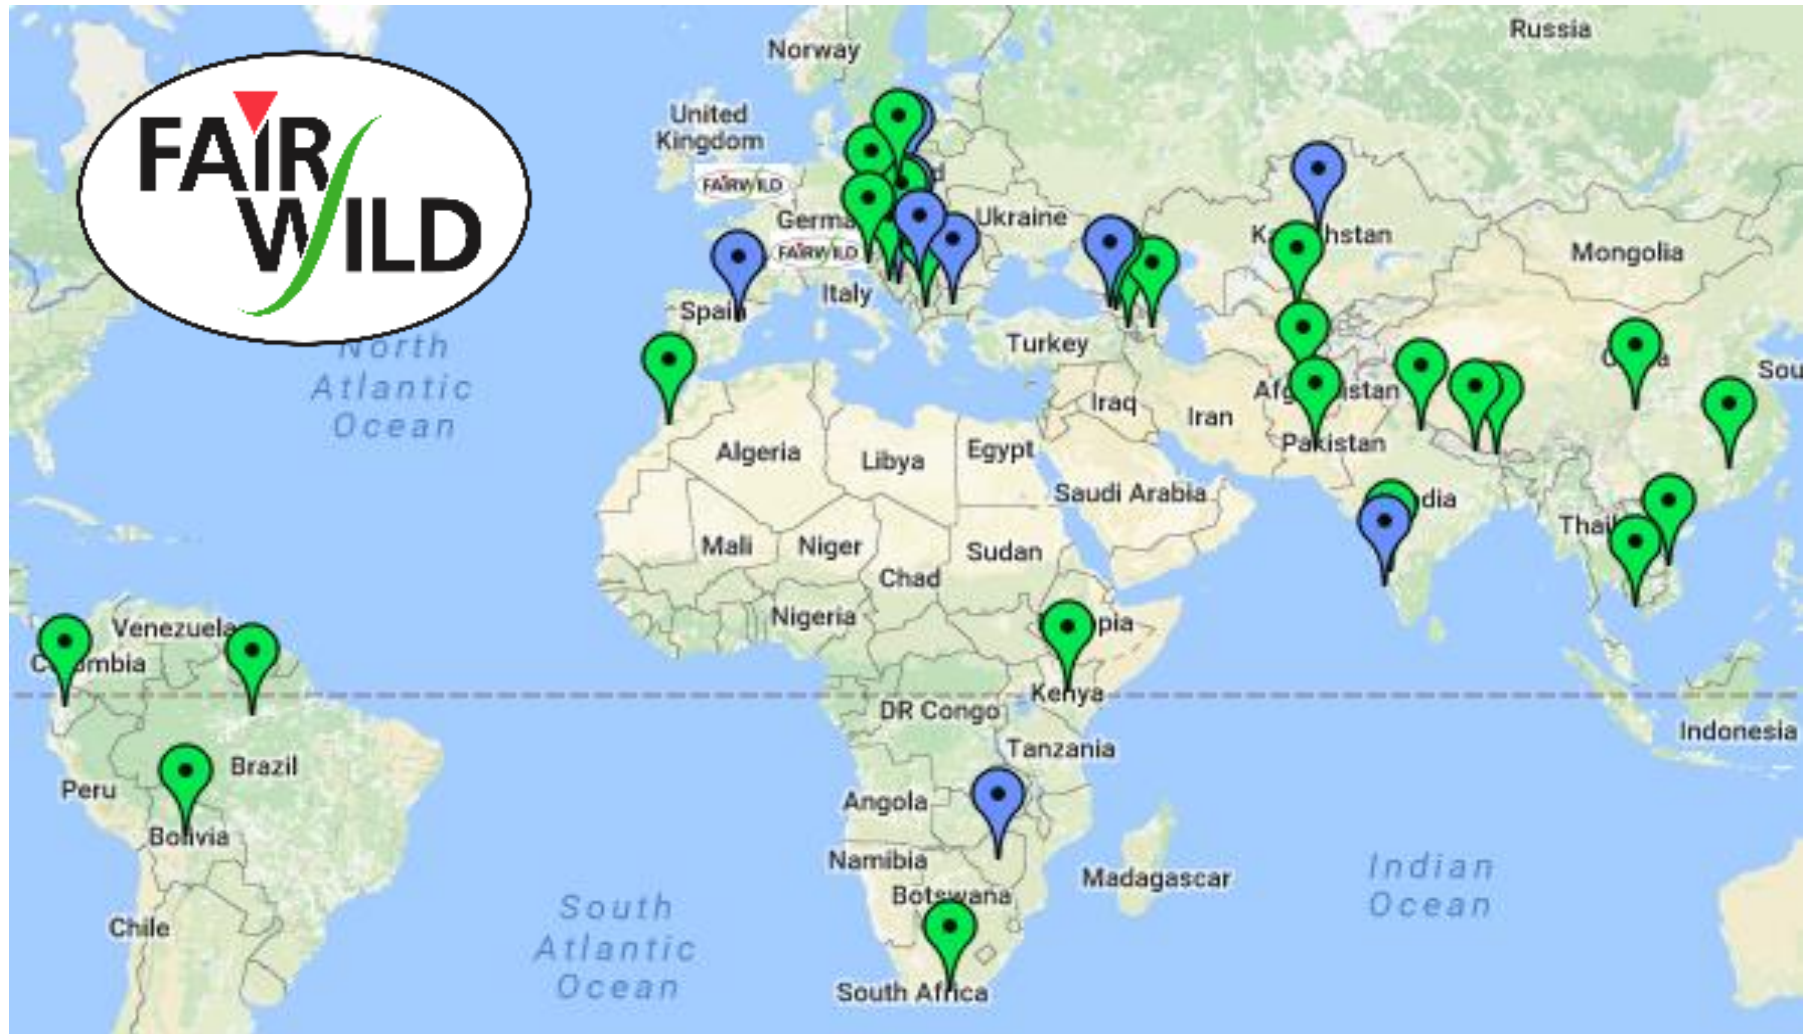 FAIR
WILD
Norway
Russia
United
Kingdom
FAIRWILD
Ukraine
FAIRWILD
Mongolia
Italy
Spain
Turkey
North
Atlantic
Ocean
Iraq
Iran
Pakistan
Algeria
Libya
Egypt
Saudi Arabia
Mali
Niger
Sudan
Chad
Nigeria
Venezuela
Kenya
DR Congo
Tanzania
Indonesia
Brazil
Peru
Bolivia
Angola
Namibia
Botswana
Madagascar
Indian
Ocean
Chile
South
Atlantic
Ocean
South Africa